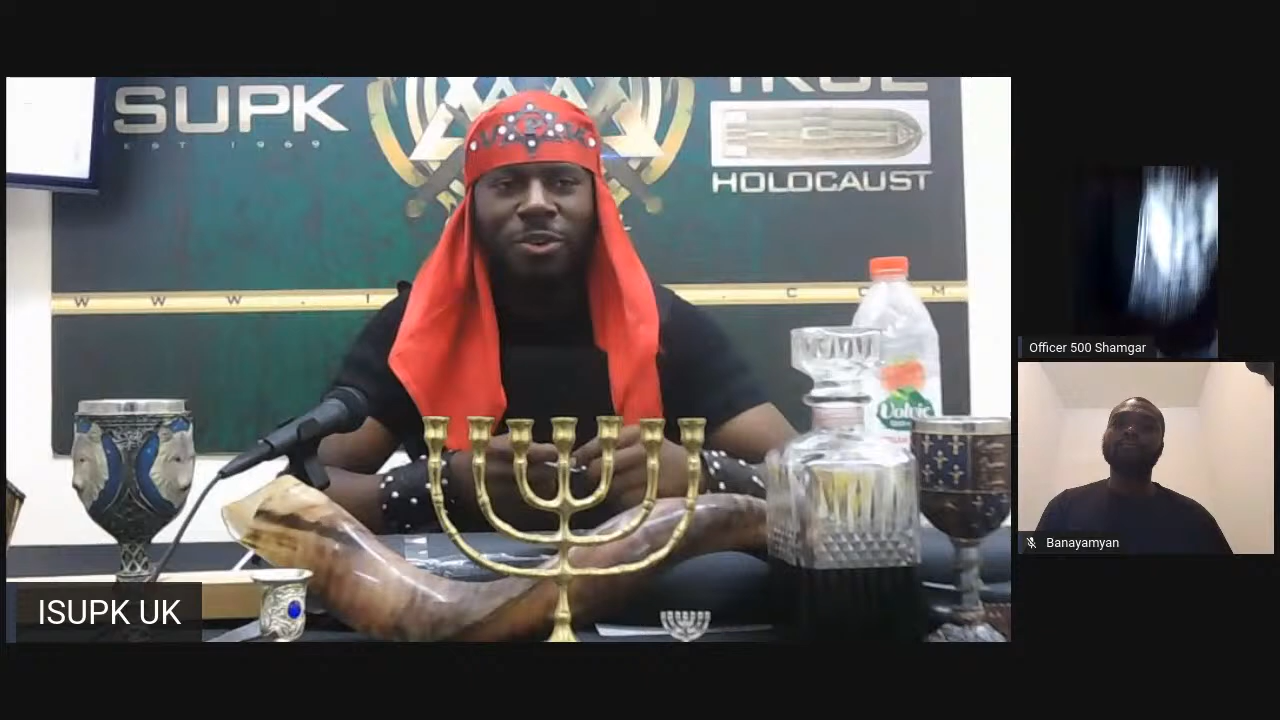 SUPK
EST 1969
TRUE
HOLOCAUST
W W W . I
. C O M
Volvic
Officer 500 Shamgar
Banayamyan
ISUPK UK